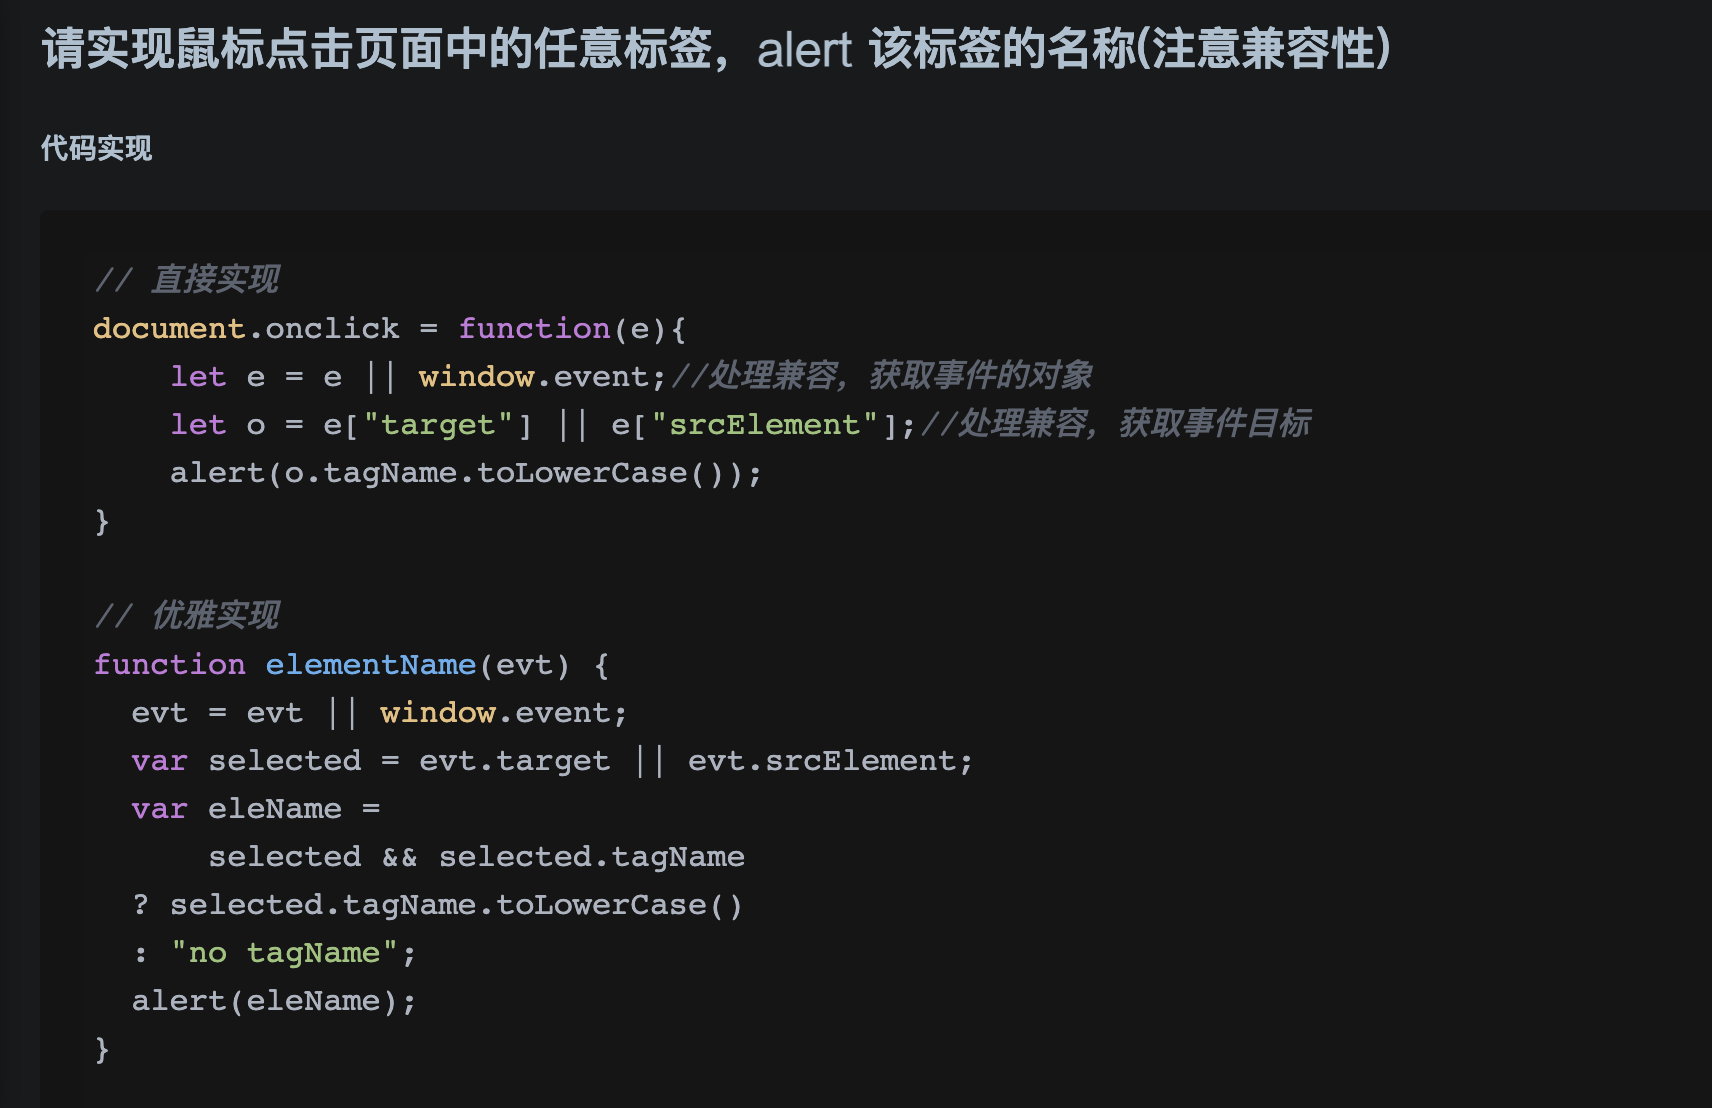 请实现鼠标点击页面中的任意标签，alert 该标签的名称(注意兼容性)
代码实现
// 直接实现
document.onclick = function(e){
    let e = e || window.event;//处理兼容，获取事件的对象
    let o = e["target"] || e["srcElement"];//处理兼容，获取事件目标
    alert(o.tagName.toLowerCase());
}
// 优雅实现
function elementName(evt) {
  evt = evt || window.event;
  var selected = evt.target || evt.srcElement;
  var eleName =
      selected && selected.tagName
  ? selected.tagName.toLowerCase()
  : "no tagName";
  alert(eleName);
}